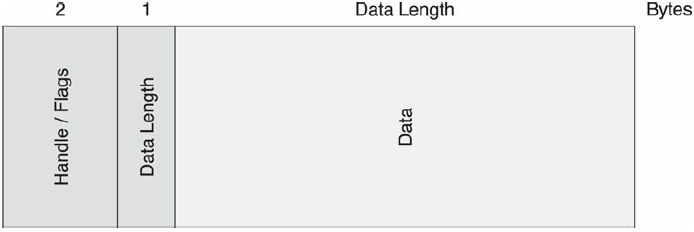 2 1 Data Length Bytes
Handle / Flags
Data Length
Data